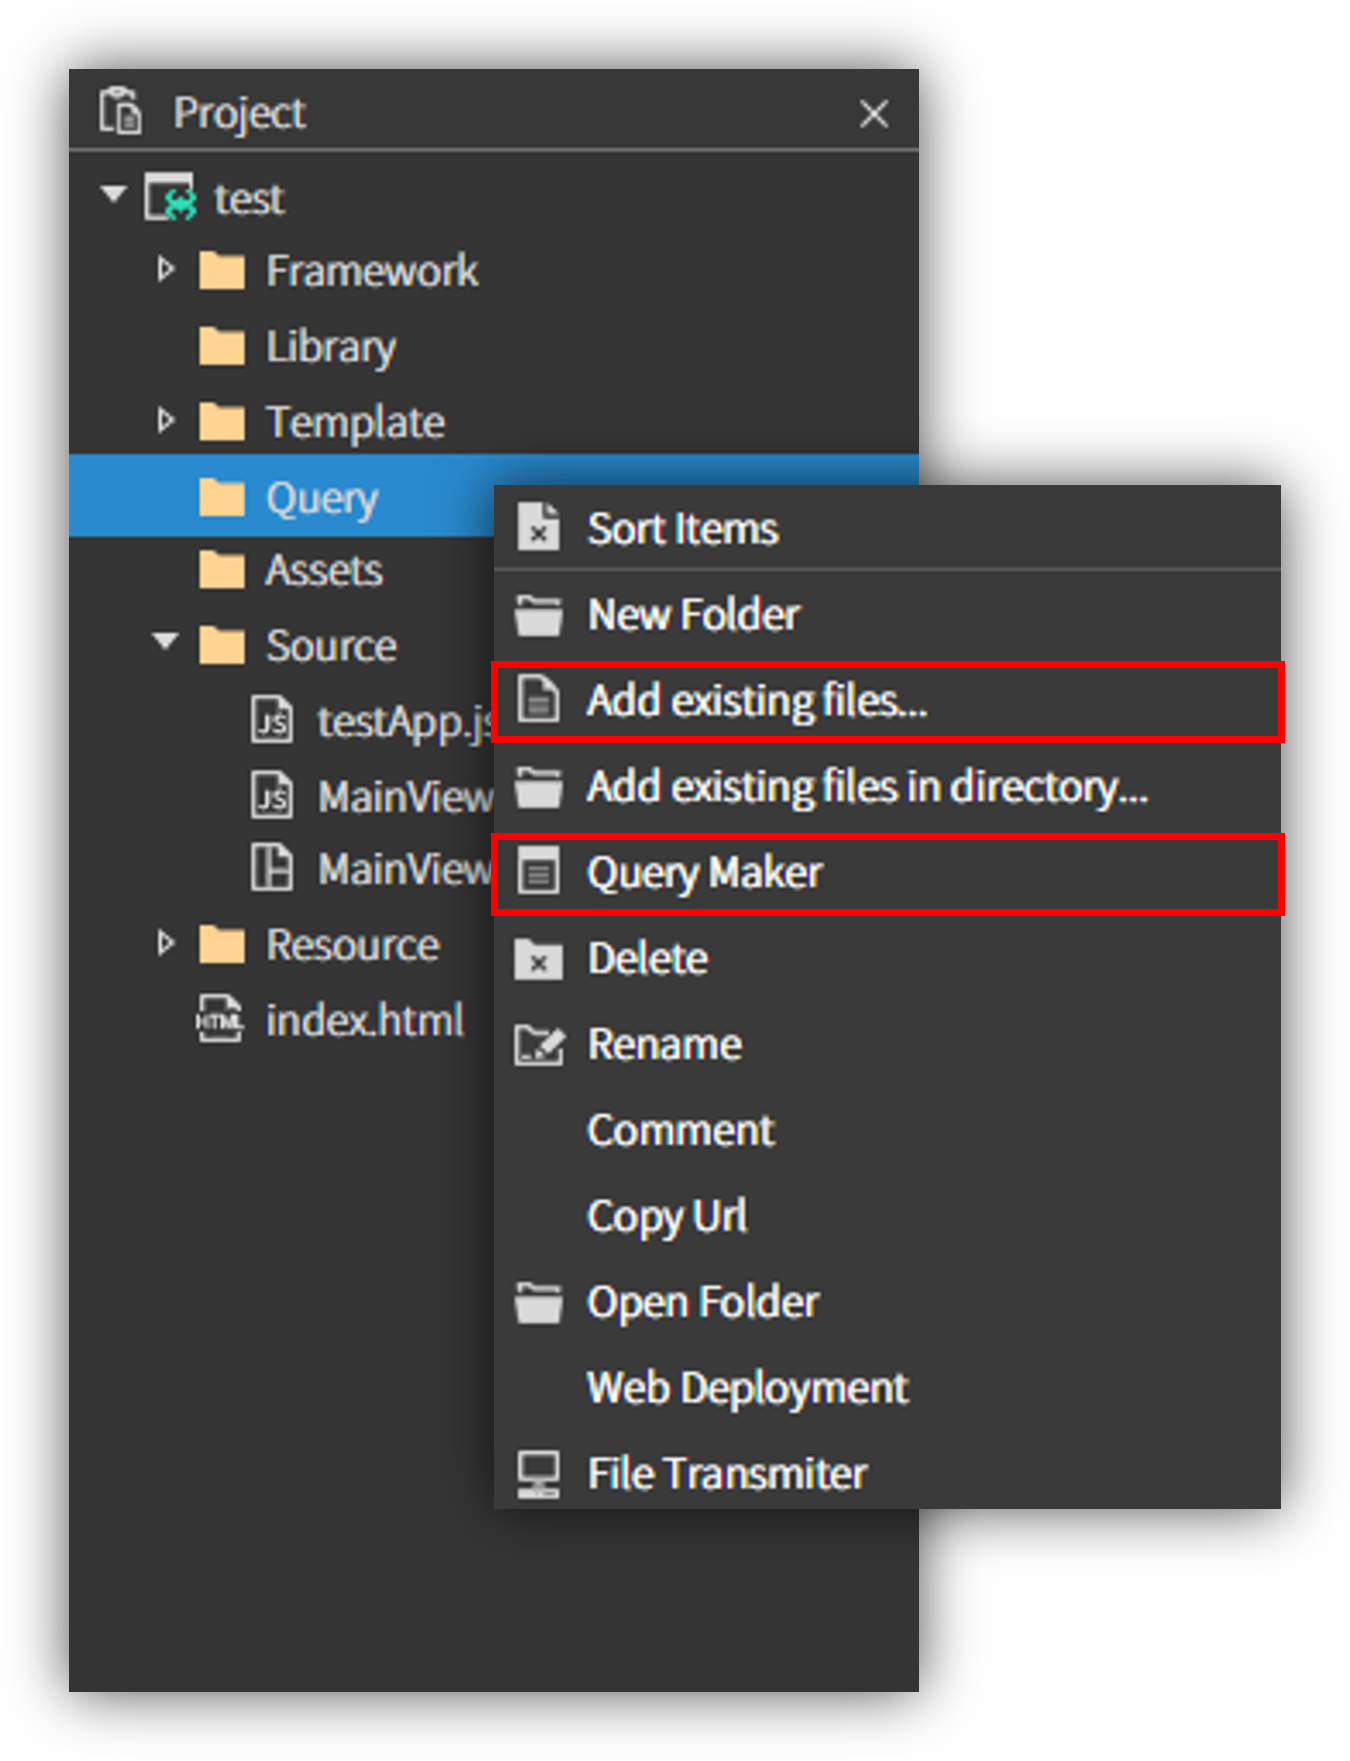 Project
test
Framework
Library
Template
Query
Assets
Source
testApp.js
MainView
MainView
Resource
index.html
Sort Items
New Folder
Add existing files...
Add existing files in directory...
Query Maker
Delete
Rename
Comment
Copy Url
Open Folder
Web Deployment
File Transmiter